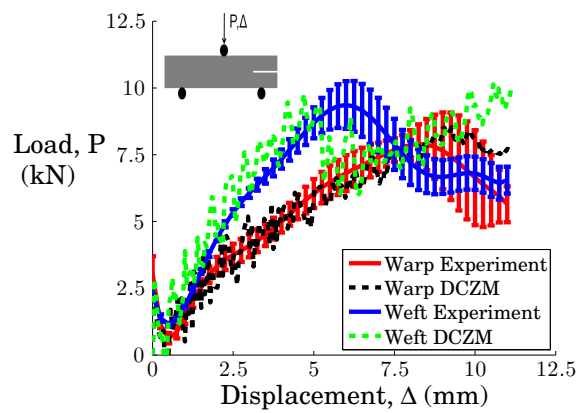 12.5
P,Δ
10
Load, P
(kN)
7.5
5
2.5
0
Warp Experiment
Warp DCZM
Weft Experiment
Weft DCZM
0
2.5
5
7.5
10
12.5
Displacement, Δ (mm)